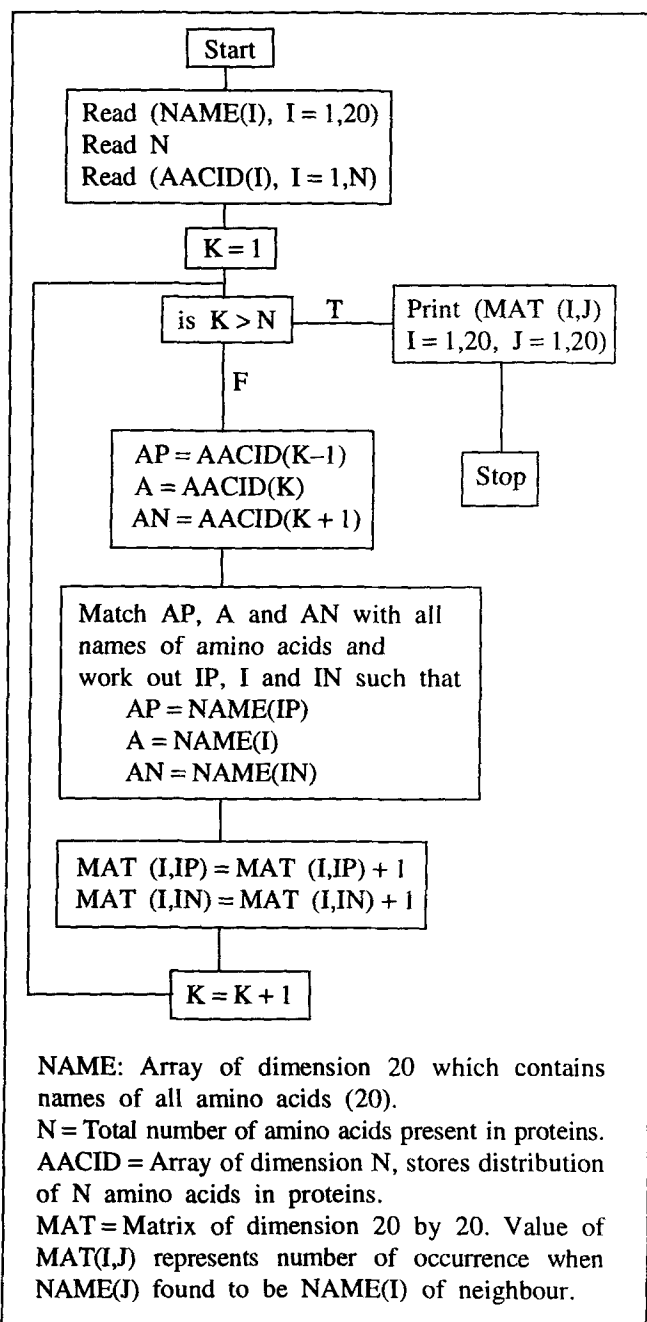 Start
Read (NAME(I), I = 1,20)
Read N
Read (AACID(I), I = 1,N)
K = 1
is K > N
T
Print (MAT (I,J)
I = 1,20, J = 1,20)
F
Stop
AP = AACID(K–1)
A = AACID(K)
AN = AACID(K + 1)
Match AP, A and AN with all
names of amino acids and
work out IP, I and IN such that
AP = NAME(IP)
A = NAME(I)
AN = NAME(IN)
MAT (I,IP) = MAT (I,IP) + 1
MAT (I,IN) = MAT (I,IN) + 1
K = K + 1
NAME: Array of dimension 20 which contains
names of all amino acids (20).
N = Total number of amino acids present in proteins.
AACID = Array of dimension N, stores distribution
of N amino acids in proteins.
MAT = Matrix of dimension 20 by 20. Value of
MAT(I,J) represents number of occurrence when
NAME(J) found to be NAME(I) of neighbour.